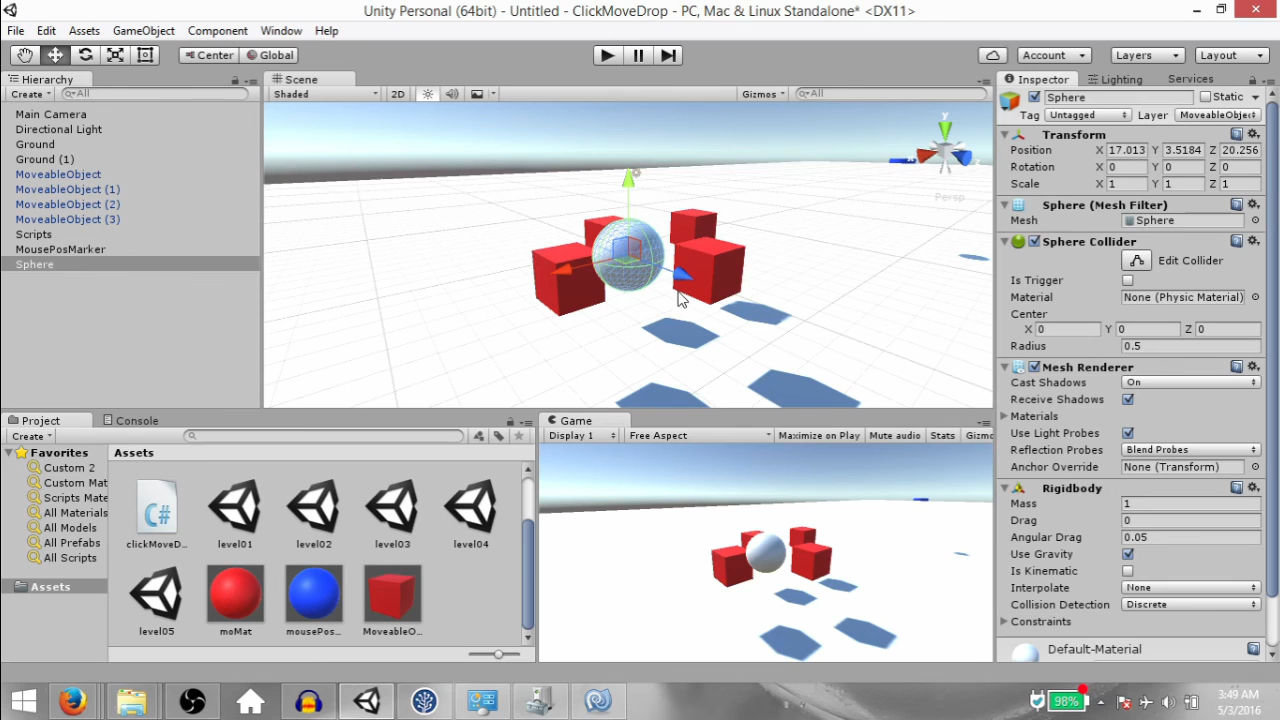 Unity Personal (64bit) - Untitled - ClickMoveDrop - PC, Mac & Linux Standalone* <DX11>
File Edit Assets GameObject Component Window Help
Center Global Account Layers Layout
Hierarchy
Create All
Main Camera
Directional Light
Ground
Ground (1)
MoveableObject
MoveableObject (1)
MoveableObject (2)
MoveableObject (3)
Scripts
MousePosMarker
Sphere
Scene
Shaded 2D Gizmos All
y
Persp
Inspector Lighting Services
Sphere Static
Tag Untagged Layer MoveableObject
Transform
Position X 17.013 Y 3.5184 Z 20.256
Rotation X 0 Y 0 Z 0
Scale X 1 Y 1 Z 1
Sphere (Mesh Filter)
Mesh Sphere
Sphere Collider
Edit Collider
Is Trigger
Material None (Physic Material)
Center
X 0 Y 0 Z 0
Radius 0.5
Mesh Renderer
Cast Shadows On
Receive Shadows
Materials
Use Light Probes
Reflection Probes Blend Probes
Anchor Override None (Transform)
Rigidbody
Mass 1
Drag 0
Angular Drag 0.05
Use Gravity
Is Kinematic
Interpolate None
Collision Detection Discrete
Constraints
Default-Material
Project Console
Create
Favorites
Custom 2
Custom Mat
Scripts Mate
All Materials
All Models
All Prefabs
All Scripts
Assets
Assets
C#
clickMoveD... level01 level02 level03 level04
level05 moMat mousePos... MoveableO...
Game
Display 1 Free Aspect Maximize on Play Mute audio Stats Gizmo
98%
3:49 AM
5/3/2016